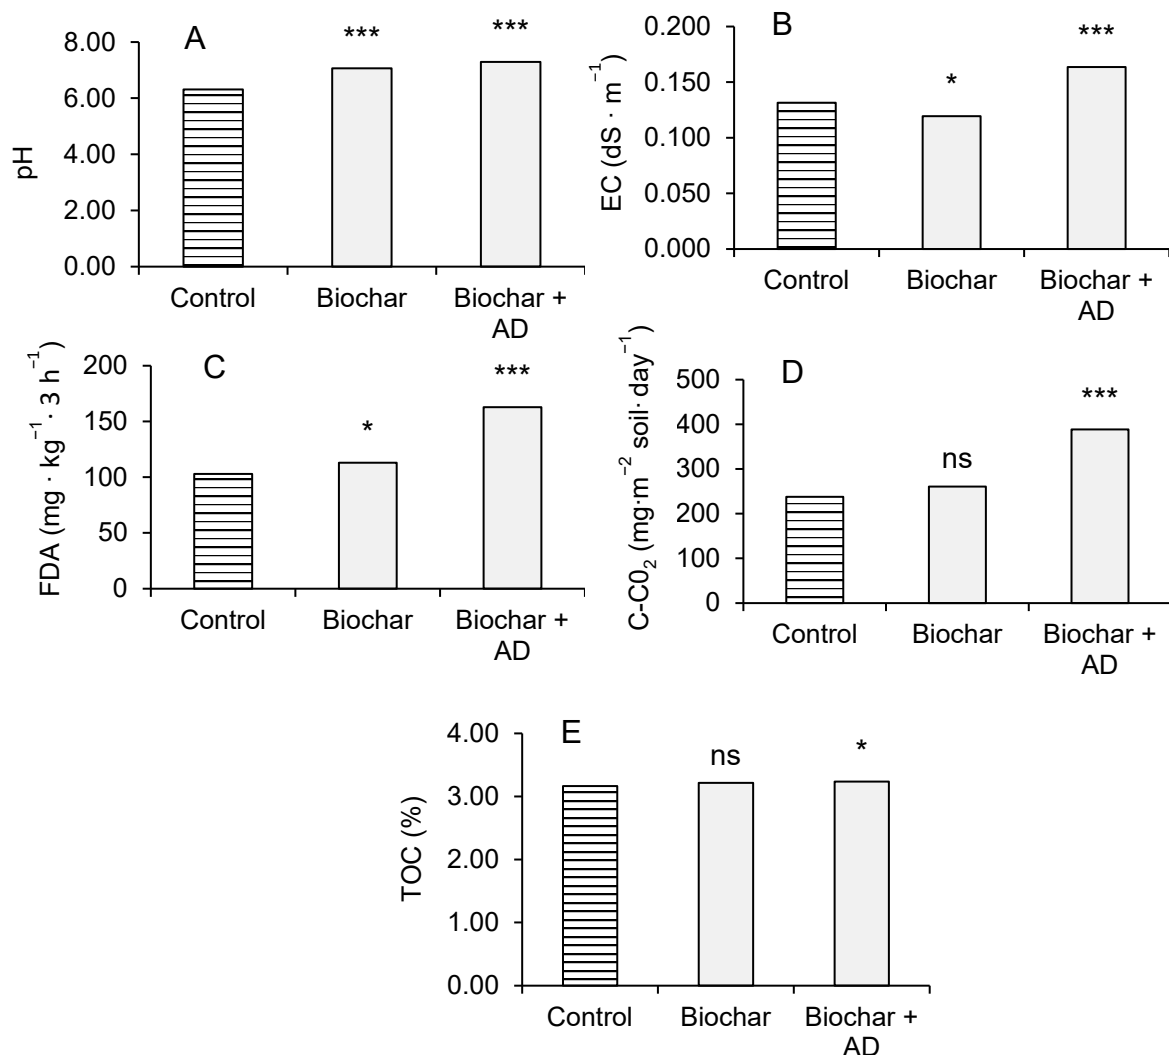 A
***
***
8.00
6.00
4.00
2.00
0.00
pH
Control
Biochar
Biochar +
AD
B
*
***
0.200
0.150
0.100
0.050
0.000
EC (dS · m⁻¹
Control
Biochar
Biochar +
AD
C
*
***
200
150
100
50
0
FDA (mg · kg⁻¹ · 3 h⁻¹)
Control
Biochar
Biochar +
AD
D
ns
***
500
400
300
200
100
0
C-C0₂ (mg·m⁻² soil·day⁻¹)
Control
Biochar
Biochar +
AD
E
ns
*
4.00
3.00
2.00
1.00
0.00
TOC (%)
Control
Biochar
Biochar +
AD